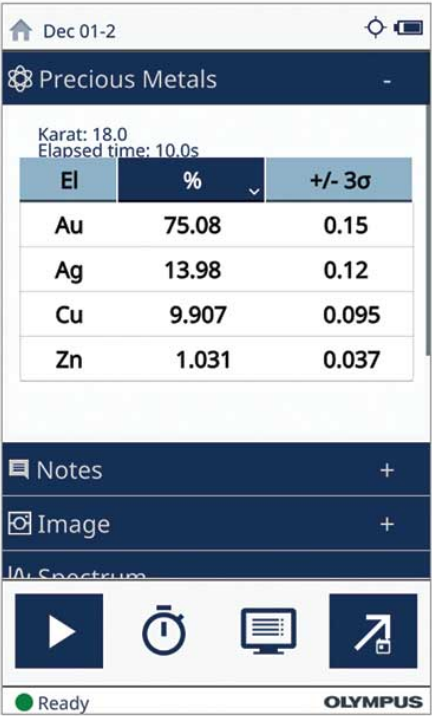 Dec 01-2
Precious Metals -
Karat: 18.0
Elapsed time: 10.0s
El % +/- 3σ
Au 75.08 0.15
Ag 13.98 0.12
Cu 9.907 0.095
Zn 1.031 0.037
Notes +
Image +
Spectrum
Ready OLYMPUS